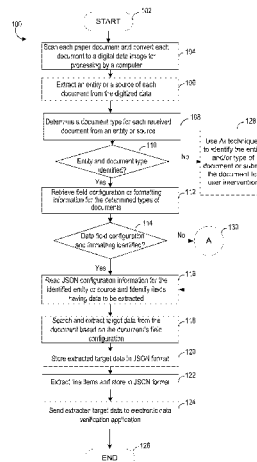 102
START
100
Scan each paper document and convert each
document to a digital data image for
processing by a computer
104
Extract an entity or a source of each
document from the digitized data
106
Determine a document type for each received
document from an entity or source
108
110
Entity and document type
identified?
No
Yes
128
Use AI techniques
to identify the
and/or type of
document or
the document
user intervention
Retrieve field configuration or formatting
information for the determined types of
documents
112
114
Data field configuration
and formatting identified?
No
132
A
Yes
Read JSON configuration information for the
identified entity or source and identify fields
having data to be extracted
116
Search and extract target data from the
document based on the document's field
configuration
118
Store extracted target data in JSON format
120
Extract line items and store in JSON format
122
Send extracted target data to electronic data
verification application
124
END
126